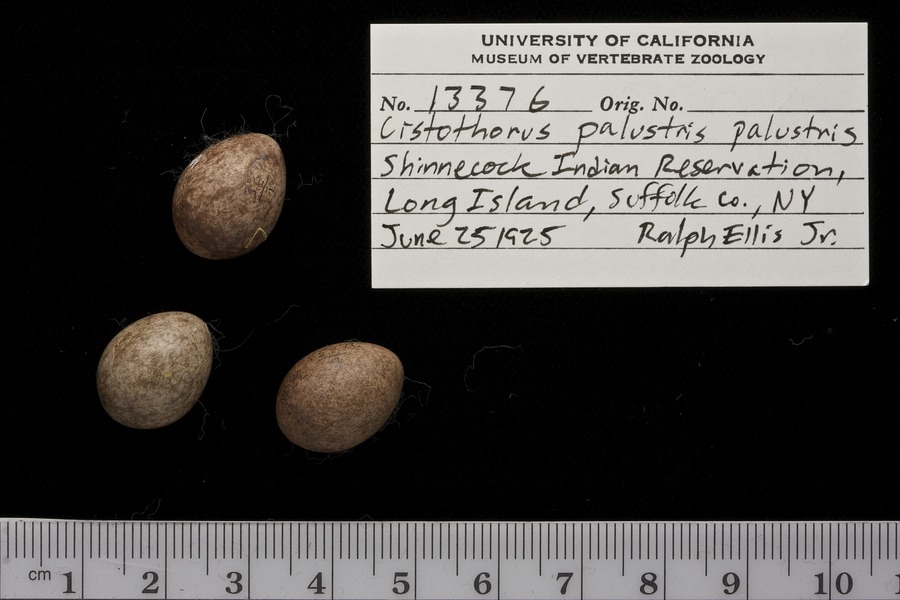 UNIVERSITY OF CALIFORNIA
MUSEUM OF VERTEBRATE ZOOLOGY
No. 13376 Orig. No.
Cistothorus palustris palustris
Shinnecock Indian Reservation,
Long Island, Suffolk Co., NY
June 25 1925 Ralph Ellis Jr.
cm 1 2 3 4 5 6 7 8 9 10